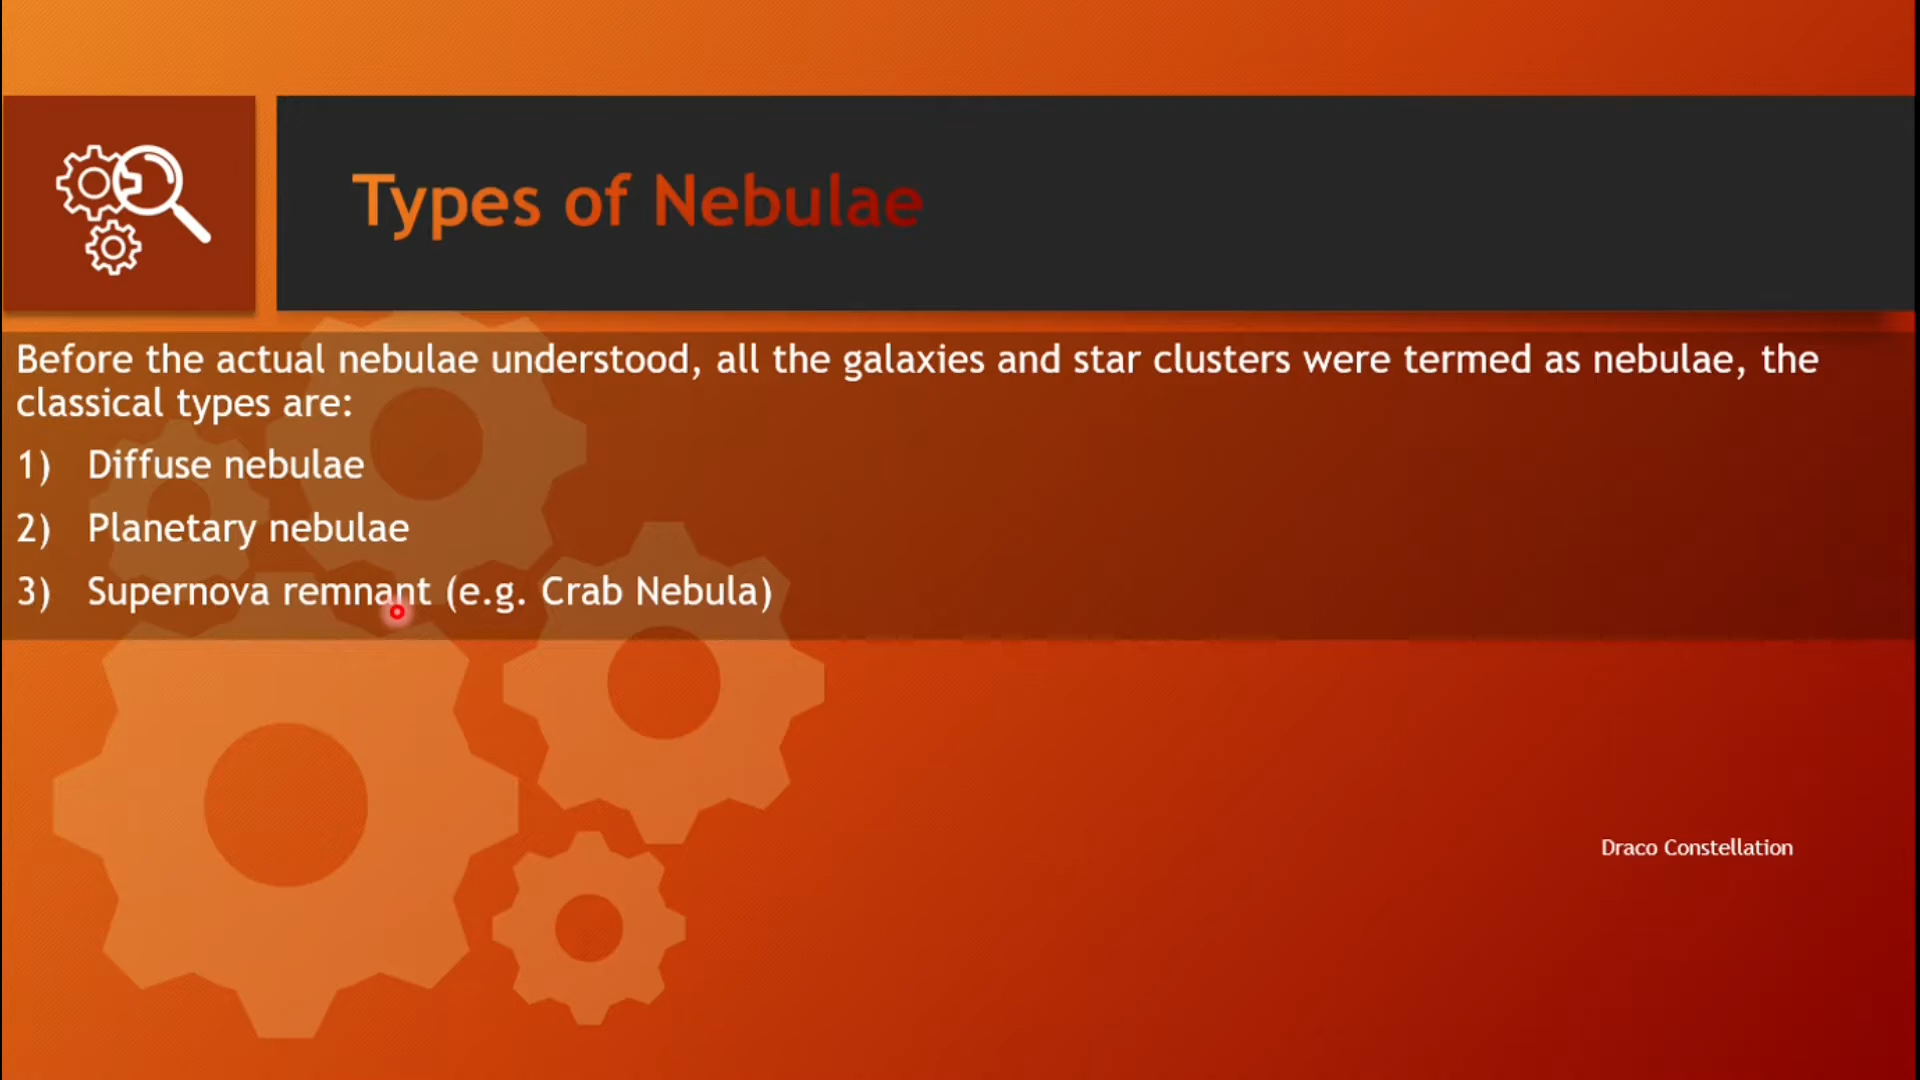 Types of Nebulae
Before the actual nebulae understood, all the galaxies and star clusters were termed as nebulae, the
classical types are:
1) Diffuse nebulae
2) Planetary nebulae
3) Supernova remnant (e.g. Crab Nebula)
Draco Constellation